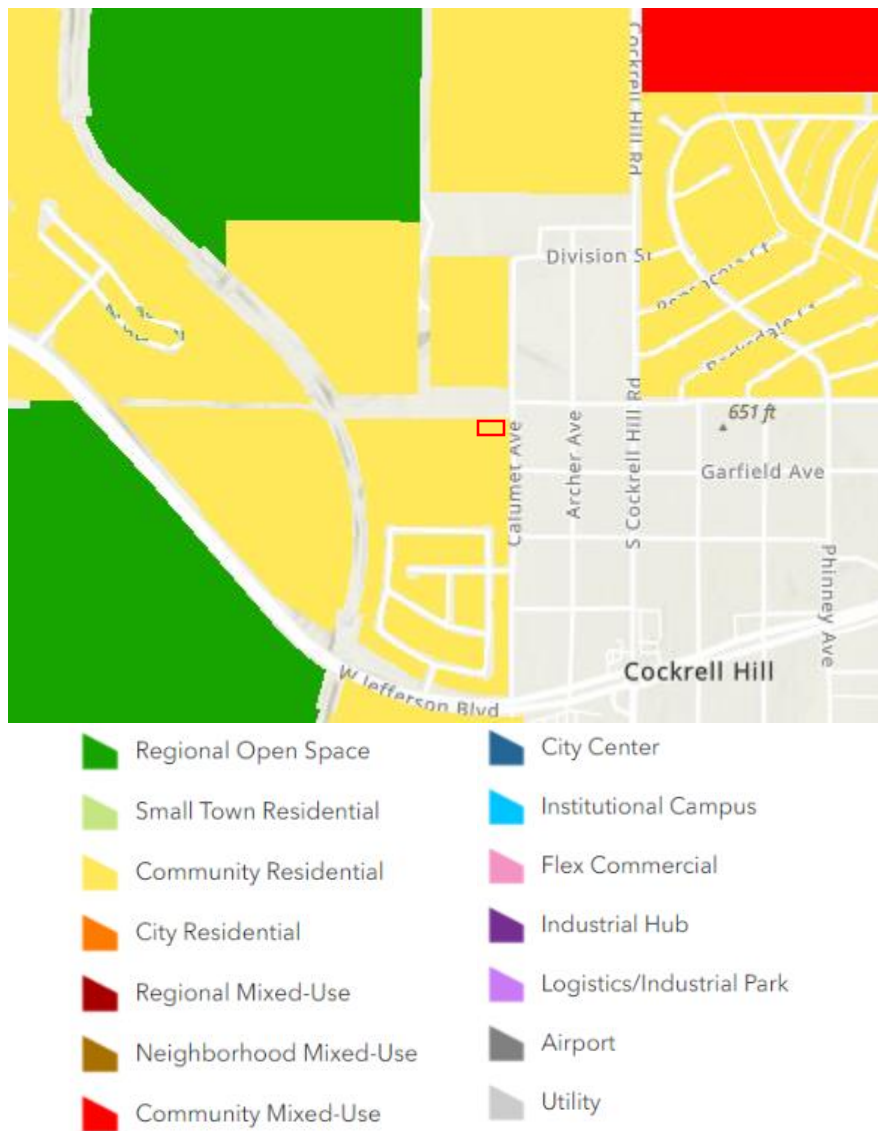 Cockrell Hill Rd
Division St
651 ft
Calumet Ave
Archer Ave
S Cockrell Hill Rd
Garfield Ave
Phinney Ave
Cockrell Hill
W Jefferson Blvd
Regional Open Space
Small Town Residential
Community Residential
City Residential
Regional Mixed-Use
Neighborhood Mixed-Use
Community Mixed-Use
City Center
Institutional Campus
Flex Commercial
Industrial Hub
Logistics/Industrial Park
Airport
Utility